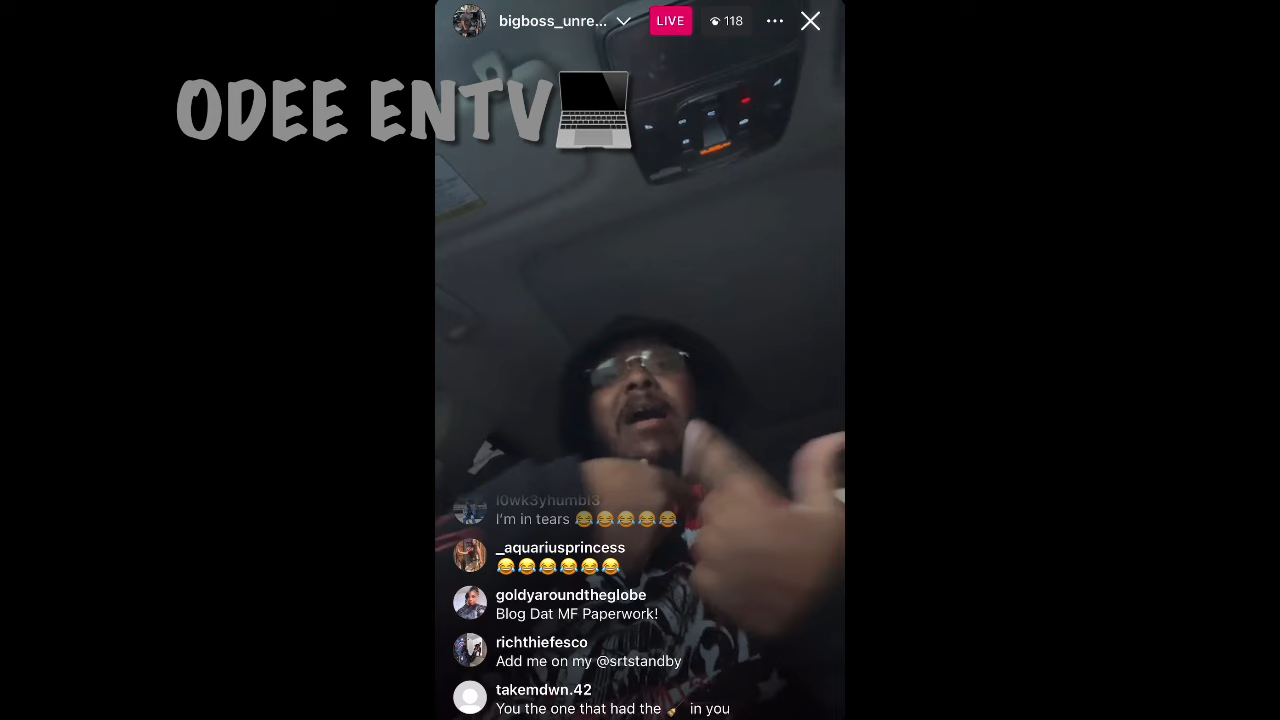 bigboss_unre...
LIVE
118
ODEE ENTV
l0wk3yhumbl3
I'm in tears 😂😂😂😂😂
_aquariusprincess
😂😂😂😂😂😂
goldyaroundtheglobe
Blog Dat MF Paperwork!
richthiefesco
Add me on my @srtstandby
takemdwn.42
You the one that had the 🧹 in you